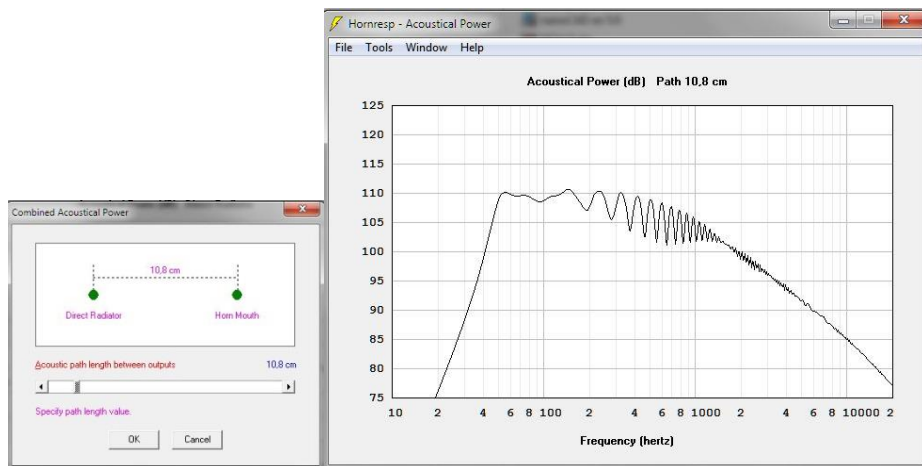 Combined Acoustical Power
10,8 cm
Direct Radiator
Horn Mouth
Acoustic path length between outputs
10,8 cm
Specify path length value.
OK
Cancel
Hornresp - Acoustical Power
File Tools Window Help
Acoustical Power (dB) Path 10,8 cm
125
120
115
110
105
100
95
90
85
80
75
10 2 4 6 8 100 2 4 6 8 1000 2 4 6 8 10000 2
Frequency (hertz)